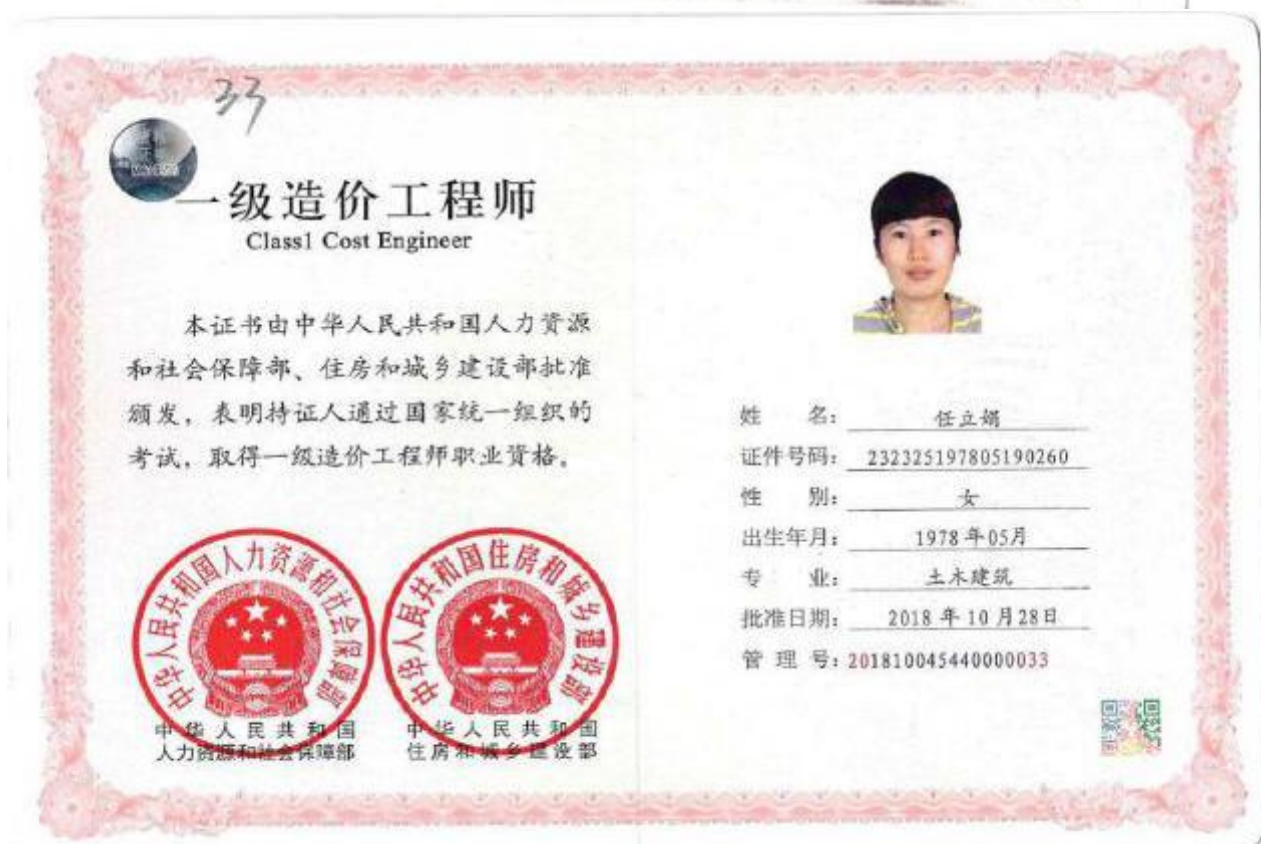 33
一级造价工程师
Class1 Cost Engineer
本证书由中华人民共和国人力资源
和社会保障部、住房和城乡建设部批准
颁发，表明持证人通过国家统一组织的
考试，取得一级造价工程师职业资格。
中华人民共和国人力资源和社会保障部
中华人民共和国住房和城乡建设部
中华人民共和国
人力资源和社会保障部
中华人民共和国
住房和城乡建设部
姓 名：任立娟
证件号码：232325197805190260
性 别：女
出生年月：1978年05月
专 业：土木建筑
批准日期：2018年10月28日
管 理 号：201810045440000033